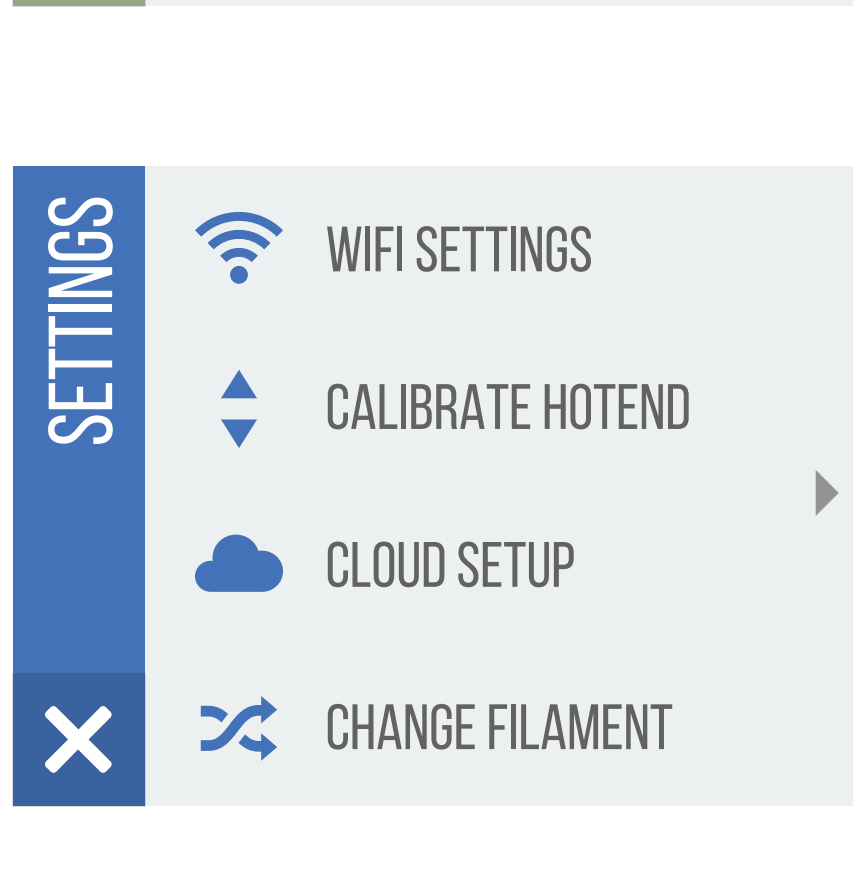 SETTINGS
WIFI SETTINGS
CALIBRATE HOTEND
CLOUD SETUP
CHANGE FILAMENT